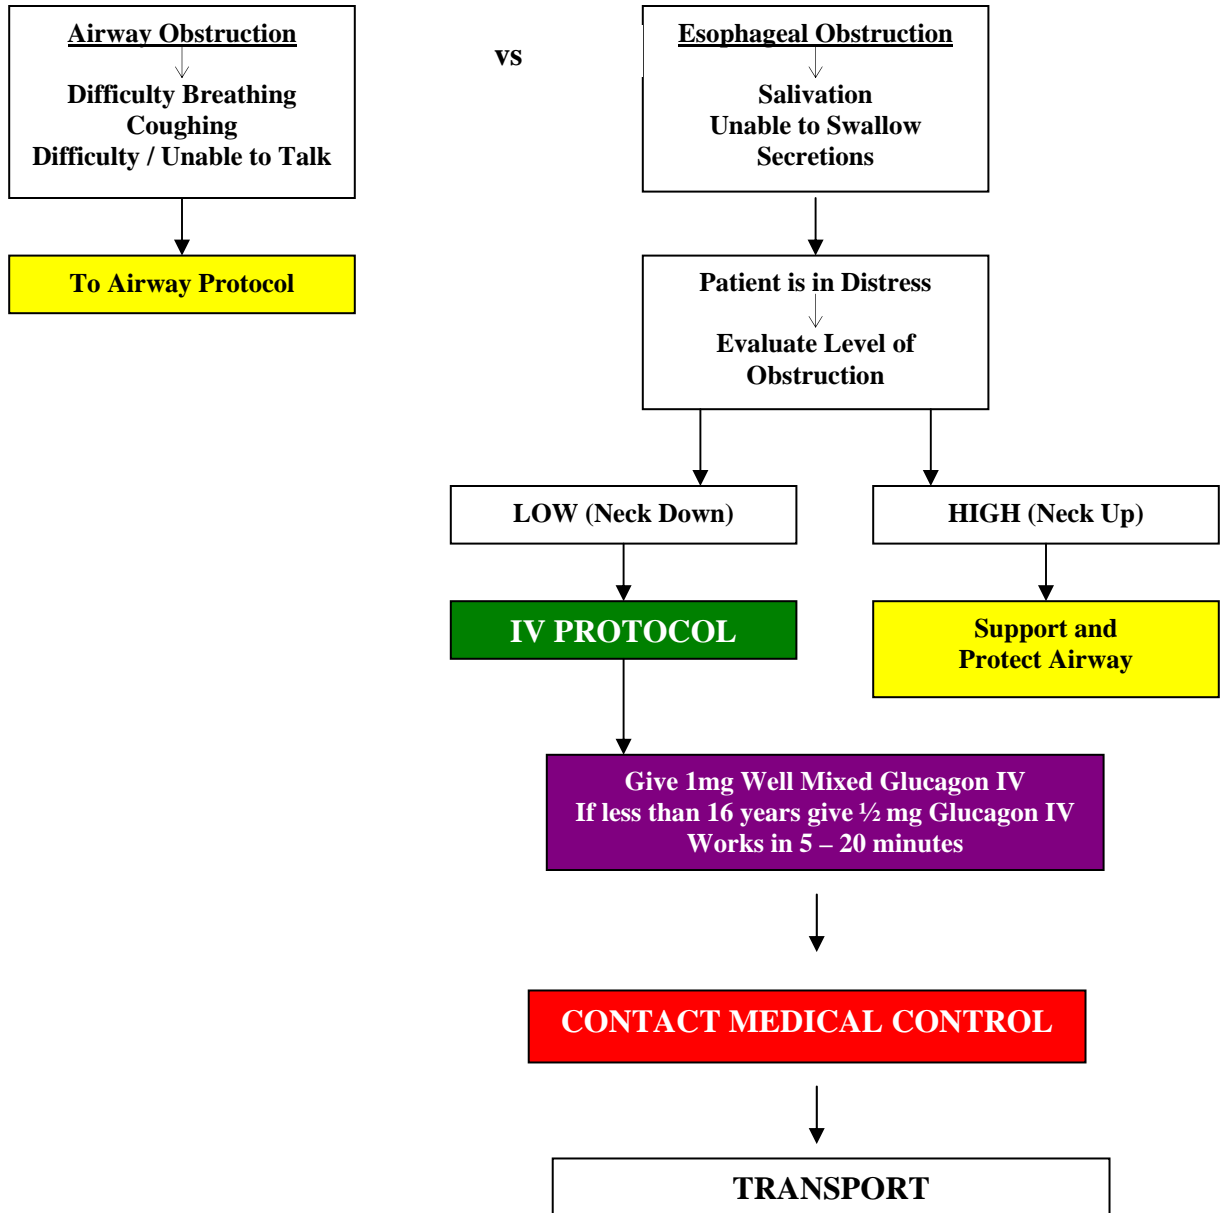 Airway Obstruction
Difficulty Breathing
Coughing
Difficulty / Unable to Talk
To Airway Protocol
vs
Esophageal Obstruction
Salivation
Unable to Swallow
Secretions
Patient is in Distress
Evaluate Level of
Obstruction
LOW (Neck Down)
HIGH (Neck Up)
IV PROTOCOL
Support and
Protect Airway
Give 1mg Well Mixed Glucagon IV
If less than 16 years give ½ mg Glucagon IV
Works in 5 – 20 minutes
CONTACT MEDICAL CONTROL
TRANSPORT